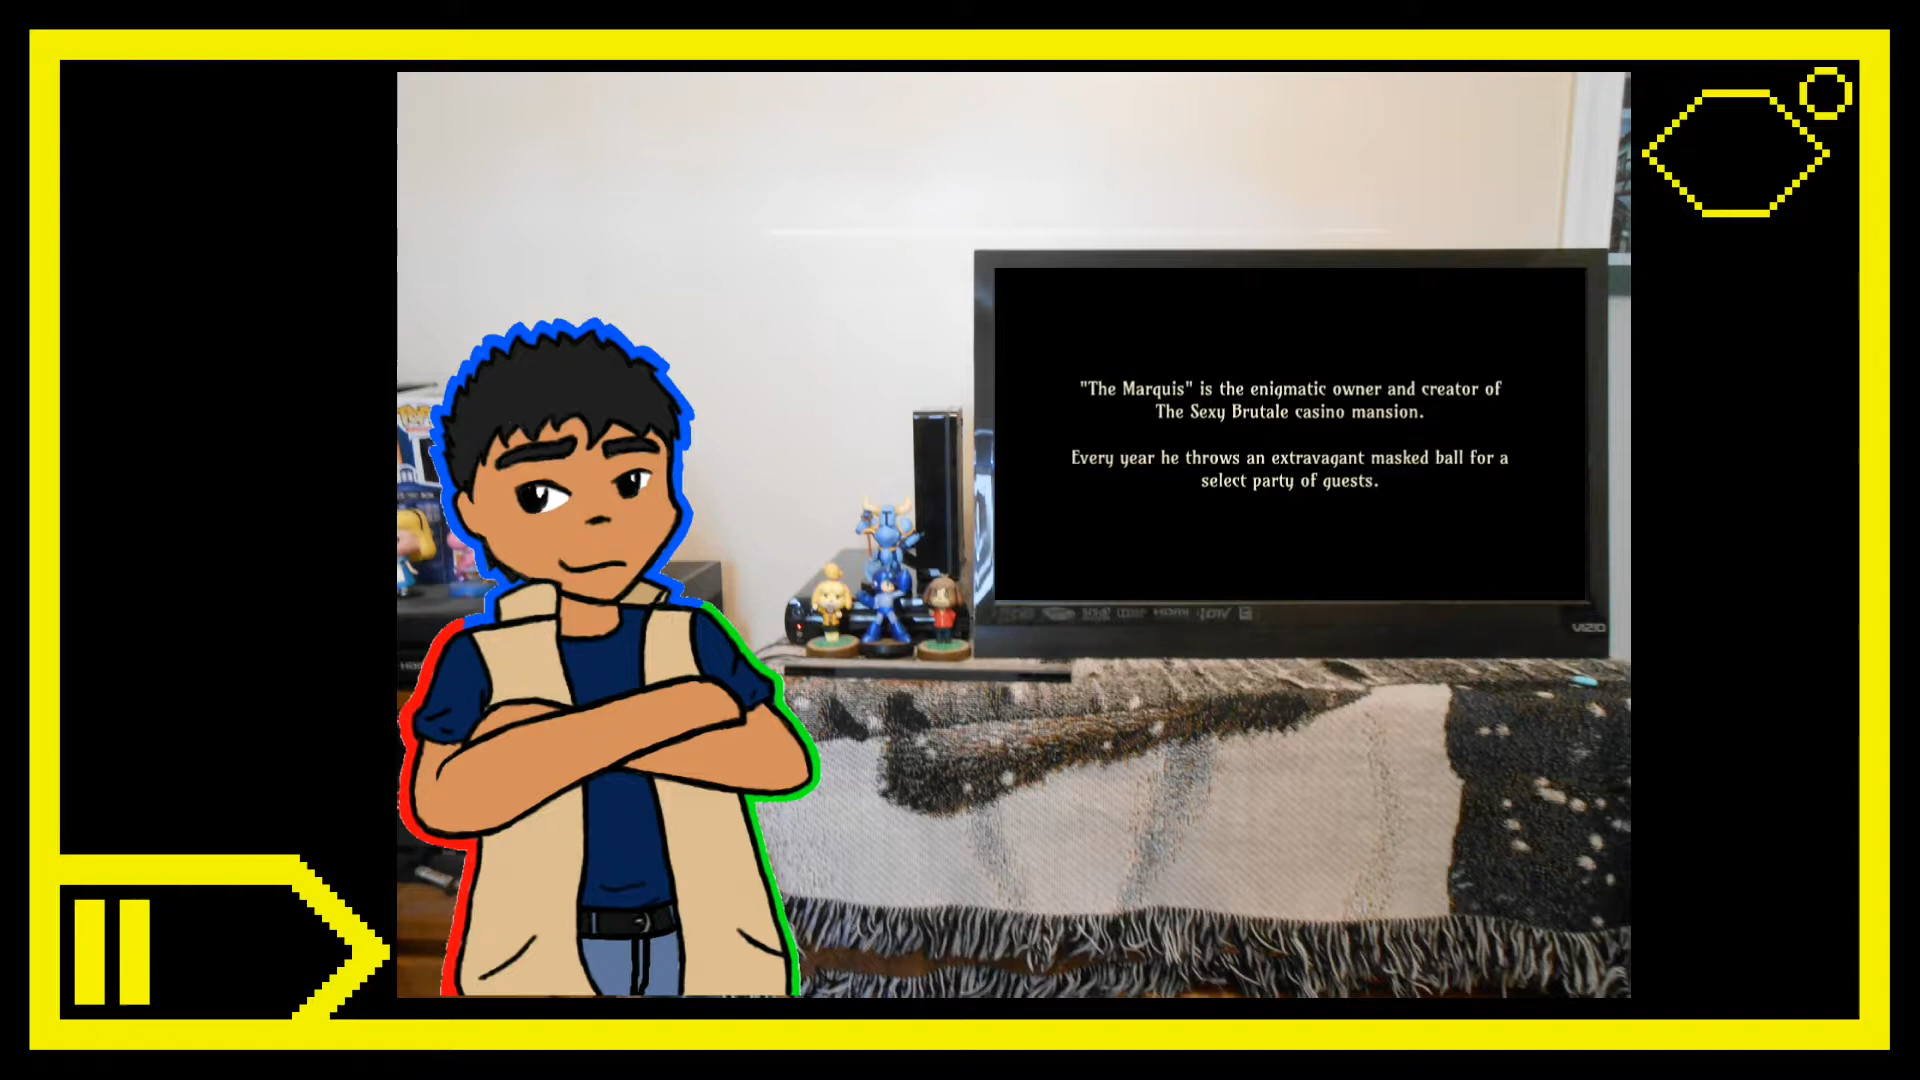 "The Marquis" is the enigmatic owner and creator of
The Sexy Brutale casino mansion.
Every year he throws an extravagant masked ball for a
select party of guests.
VIZIO